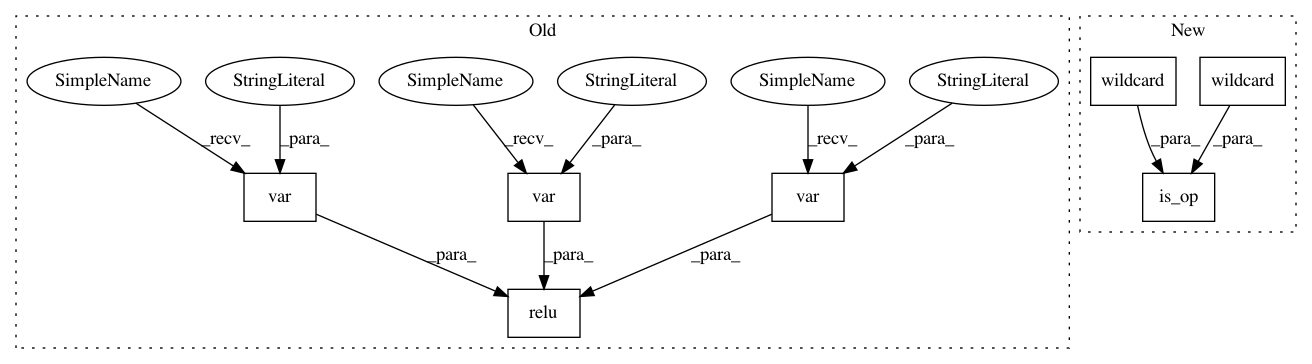 Old
New
SimpleName
StringLiteral
SimpleName
StringLiteral
SimpleName
StringLiteral
wildcard
wildcard
_recv_
_para_
_recv_
_para_
_recv_
_para_
_para_
_para_
var
var
var
is_op
_para_
_para_
_para_
relu